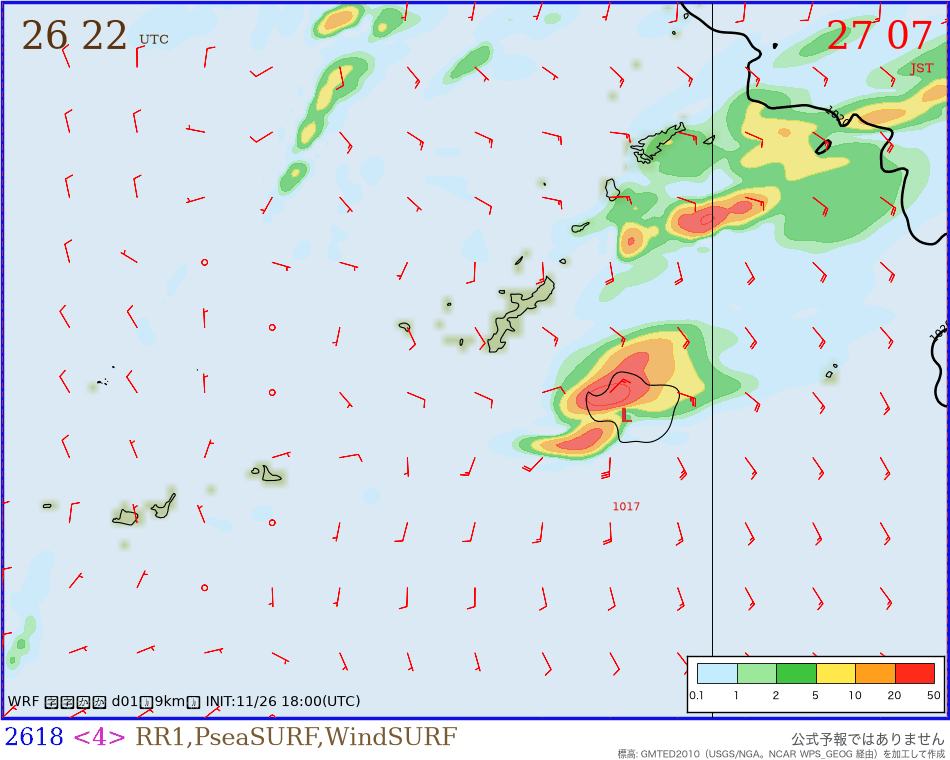 26 22 UTC
27 07
JST
1020
1020
L
1017
0.1 1 2 5 10 20 50
WRF d01 9km INIT:11/26 18:00(UTC)
2618 <4> RR1,PseaSURF,WindSURF
公式予報ではありません
標高: GMTED2010（USGS/NGA。NCAR WPS_GEOG 経由）を加工して作成